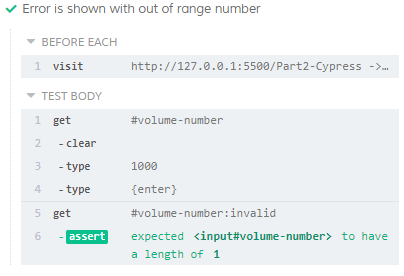 Error is shown with out of range number
BEFORE EACH
1 visit http://127.0.0.1:5500/Part2-Cypress ->…
TEST BODY
1 get #volume-number
2 -clear
3 -type 1000
4 -type {enter}
5 get #volume-number:invalid
6 -assert expected <input#volume-number> to have
a length of 1